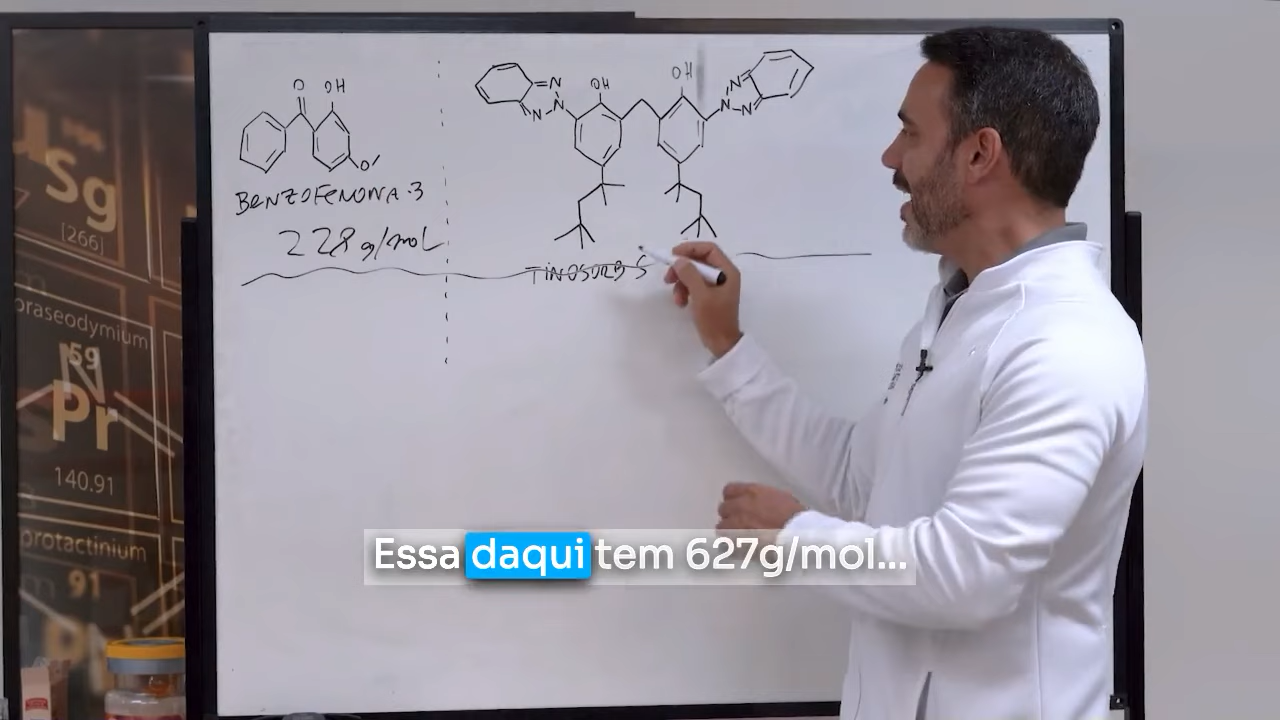 Sg
[266]
praseodymium
59
Pr
140.91
protactinium
91
O
OH
O
BENZOFENONA-3
228 g/mol
N
N
N
OH
OH
N
N
N
TINOSORB S
Essa daqui tem 627g/mol...